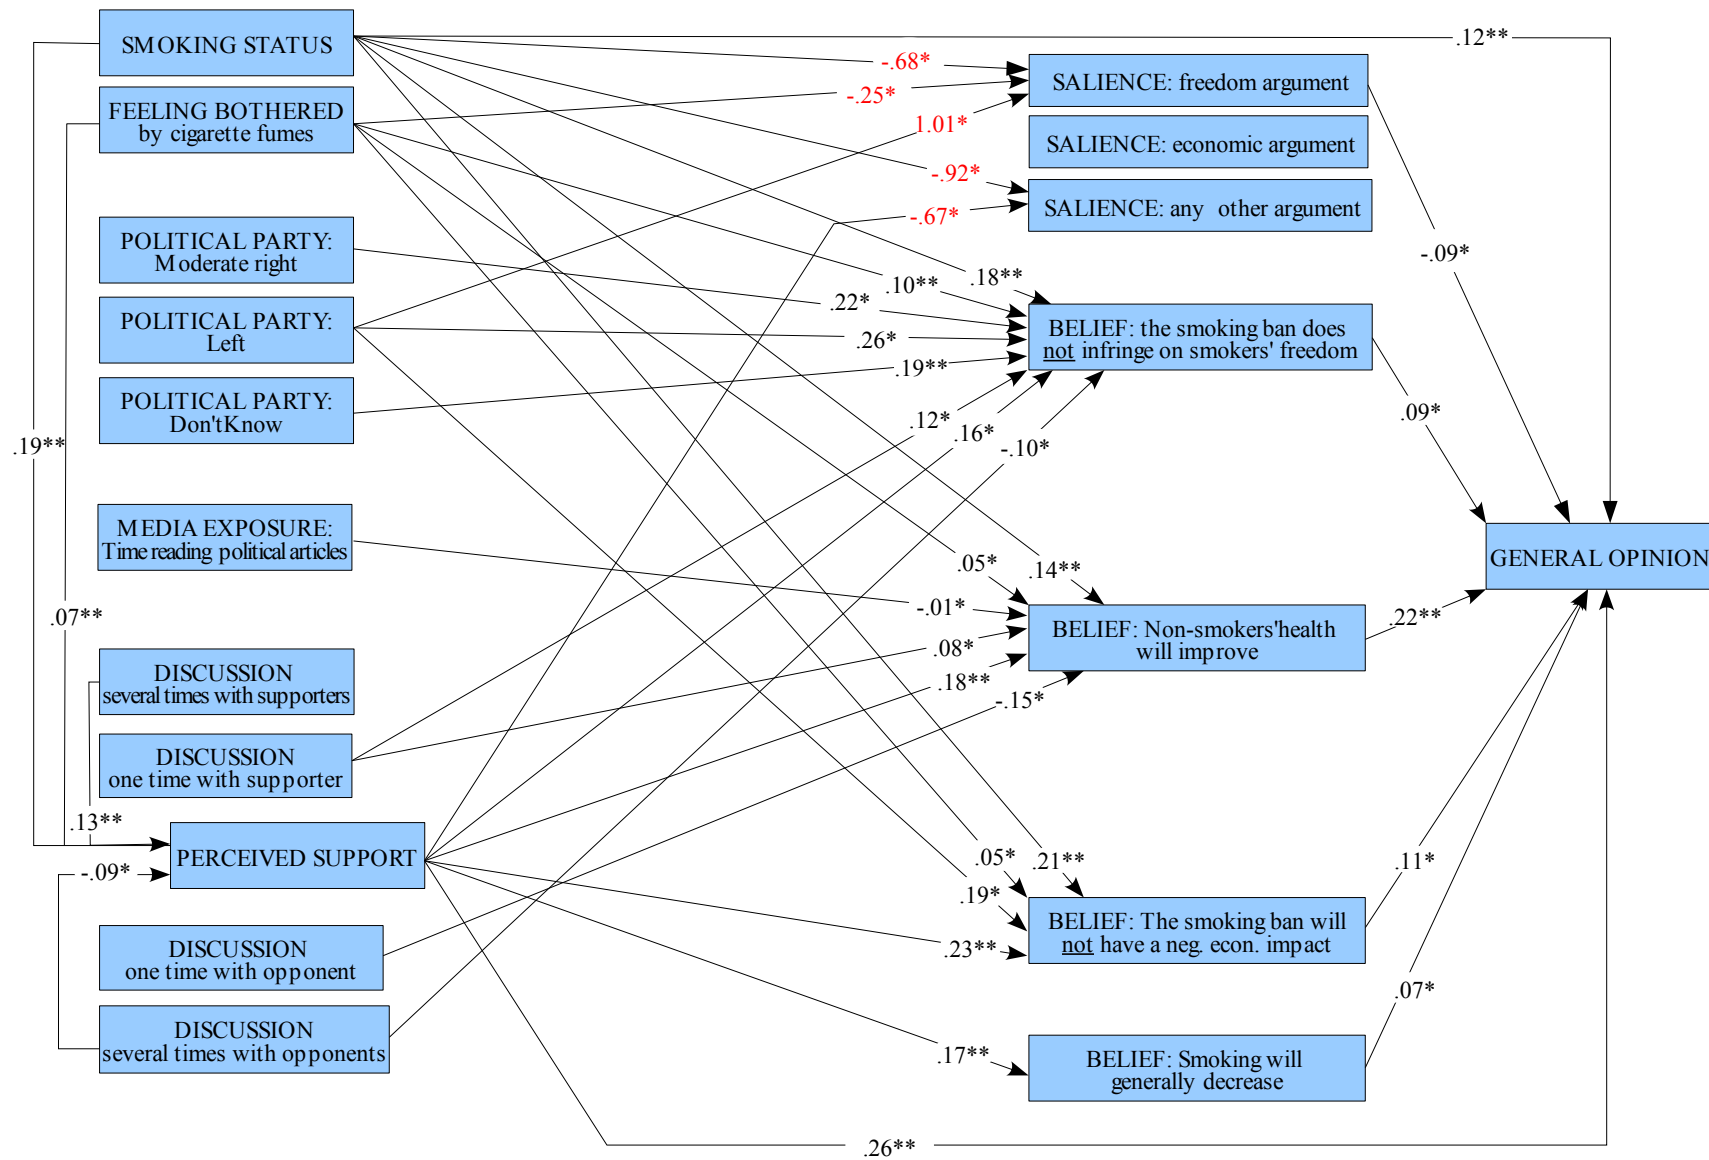 SMOKING STATUS
FEELING BOTHERED
by cigarette fumes
POLITICAL PARTY:
Moderate right
POLITICAL PARTY:
Left
POLITICAL PARTY:
Don'tKnow
MEDIA EXPOSURE:
Time reading political articles
DISCUSSION
several times with supporters
DISCUSSION
one time with supporter
PERCEIVED SUPPORT
DISCUSSION
one time with opponent
DISCUSSION
several times with opponents
.19**
.07**
.13**
-.09*
-.68*
-.25*
1.01*
-.92*
-.67*
.18**
.10**
.22*
.26*
.19**
.12*
.16*
-.10*
.05*
.14**
-.01*
.08*
.18**
-.15*
.05*
.21**
.19*
.23**
.17**
.26**
SALIENCE: freedom argument
SALIENCE: economic argument
SALIENCE: any other argument
BELIEF: the smoking ban does
not infringe on smokers' freedom
BELIEF: Non-smokers'health
will improve
BELIEF: The smoking ban will
not have a neg. econ. impact
BELIEF: Smoking will
generally decrease
.12**
-.09*
.09*
.22**
.11*
.07*
GENERAL OPINION